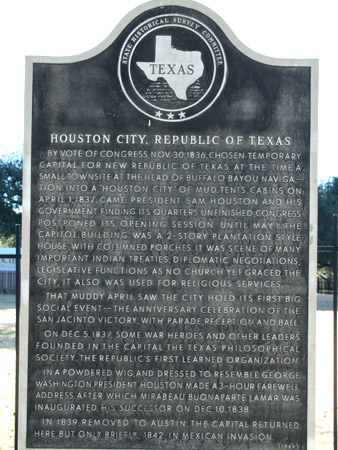 STATE HISTORICAL SURVEY COMMITTEE
TEXAS
HOUSTON CITY, REPUBLIC OF TEXAS
BY VOTE OF CONGRESS, NOV. 30, 1836, CHOSEN TEMPORARY
CAPITAL FOR NEW REPUBLIC OF TEXAS. AT THE TIME A
SMALL TOWNSITE AT THE HEAD OF BUFFALO BAYOU NAVIGA-
TION. INTO A "HOUSTON CITY" OF MUD, TENTS, CABINS ON
APRIL 1, 1837, CAME PRESIDENT SAM HOUSTON AND HIS
GOVERNMENT. FINDING ITS QUARTERS UNFINISHED, CONGRESS
POSTPONED ITS OPENING SESSION UNTIL MAY 1. THE
CAPITOL BUILDING WAS A 2-STORY PLANTATION STYLE
HOUSE WITH COLUMNED PORCHES. IT WAS SCENE OF MANY
IMPORTANT INDIAN TREATIES, DIPLOMATIC NEGOTIATIONS,
LEGISLATIVE FUNCTIONS. AS NO CHURCH YET GRACED THE
CITY, IT ALSO WAS USED FOR RELIGIOUS SERVICES.
THAT MUDDY APRIL SAW THE CITY HOLD ITS FIRST BIG
SOCIAL EVENT--THE ANNIVERSARY CELEBRATION OF THE
SAN JACINTO VICTORY, WITH PARADE, RECEPTION AND BALL.
ON DEC. 5, 1837, SOME WAR HEROES AND OTHER LEADERS
FOUNDED IN THE CAPITAL THE TEXAS PHILOSOPHICAL
SOCIETY, THE REPUBLIC'S FIRST LEARNED ORGANIZATION.
IN A POWDERED WIG, AND DRESSED TO RESEMBLE GEORGE
WASHINGTON, PRESIDENT HOUSTON MADE A 3-HOUR FAREWELL
ADDRESS AFTER WHICH MIRABEAU BUONAPARTE LAMAR WAS
INAUGURATED HIS SUCCESSOR ON DEC. 10, 1838.
IN 1839 REMOVED TO AUSTIN, THE CAPITAL RETURNED
HERE BUT ONLY BRIEFLY, 1842, IN MEXICAN INVASION.